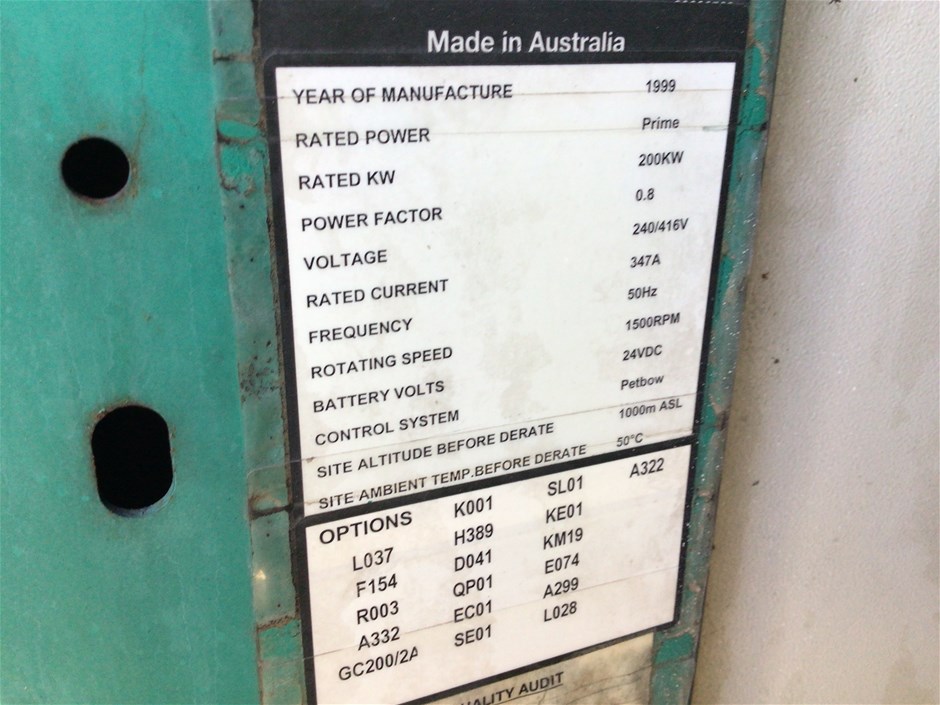 Made in Australia
YEAR OF MANUFACTURE 1999
RATED POWER Prime
RATED KW 200KW
POWER FACTOR 0.8
VOLTAGE 240/416V
RATED CURRENT 347A
FREQUENCY 50Hz
ROTATING SPEED 1500RPM
BATTERY VOLTS 24VDC
CONTROL SYSTEM Petbow
SITE ALTITUDE BEFORE DERATE 1000m ASL
SITE AMBIENT TEMP.BEFORE DERATE 50°C
OPTIONS K001 SL01 A322
L037 H389 KE01
F154 D041 KM19
R003 QP01 E074
A332 EC01 A299
GC200/2A SE01 L028
AUDIT